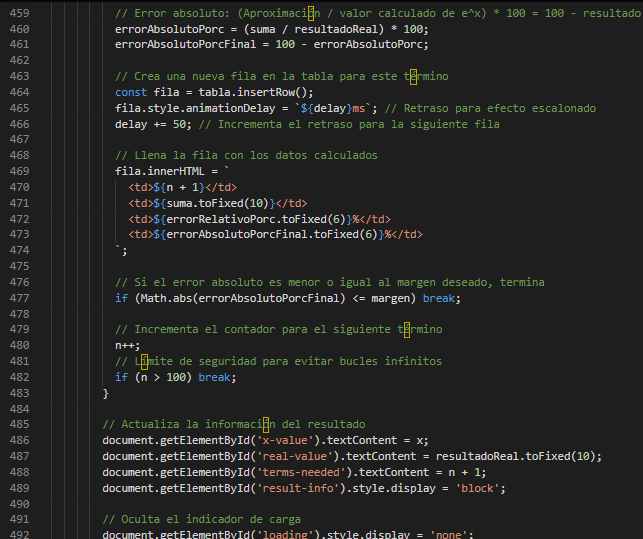 459 // Error absoluto: (Aproximación / valor calculado de e^x) * 100 = 100 - resultado
460 errorAbsolutoPorc = (suma / resultadoReal) * 100;
461 errorAbsolutoPorcFinal = 100 - errorAbsolutoPorc;
462
463 // Crea una nueva fila en la tabla para este término
464 const fila = tabla.insertRow();
465 fila.style.animationDelay = `${delay}ms`; // Retraso para efecto escalonado
466 delay += 50; // Incrementa el retraso para la siguiente fila
467
468 // Llena la fila con los datos calculados
469 fila.innerHTML = `
470 <td>${n + 1}</td>
471 <td>${suma.toFixed(10)}</td>
472 <td>${errorRelativoPorc.toFixed(6)}%</td>
473 <td>${errorAbsolutoPorcFinal.toFixed(6)}%</td>
474 `;
475
476 // Si el error absoluto es menor o igual al margen deseado, termina
477 if (Math.abs(errorAbsolutoPorcFinal) <= margen) break;
478
479 // Incrementa el contador para el siguiente término
480 n++;
481 // Límite de seguridad para evitar bucles infinitos
482 if (n > 100) break;
483 }
484
485 // Actualiza la información del resultado
486 document.getElementById('x-value').textContent = x;
487 document.getElementById('real-value').textContent = resultadoReal.toFixed(10);
488 document.getElementById('terms-needed').textContent = n + 1;
489 document.getElementById('result-info').style.display = 'block';
490
491 // Oculta el indicador de carga
492 document.getElementById('loading').style.display = 'none';